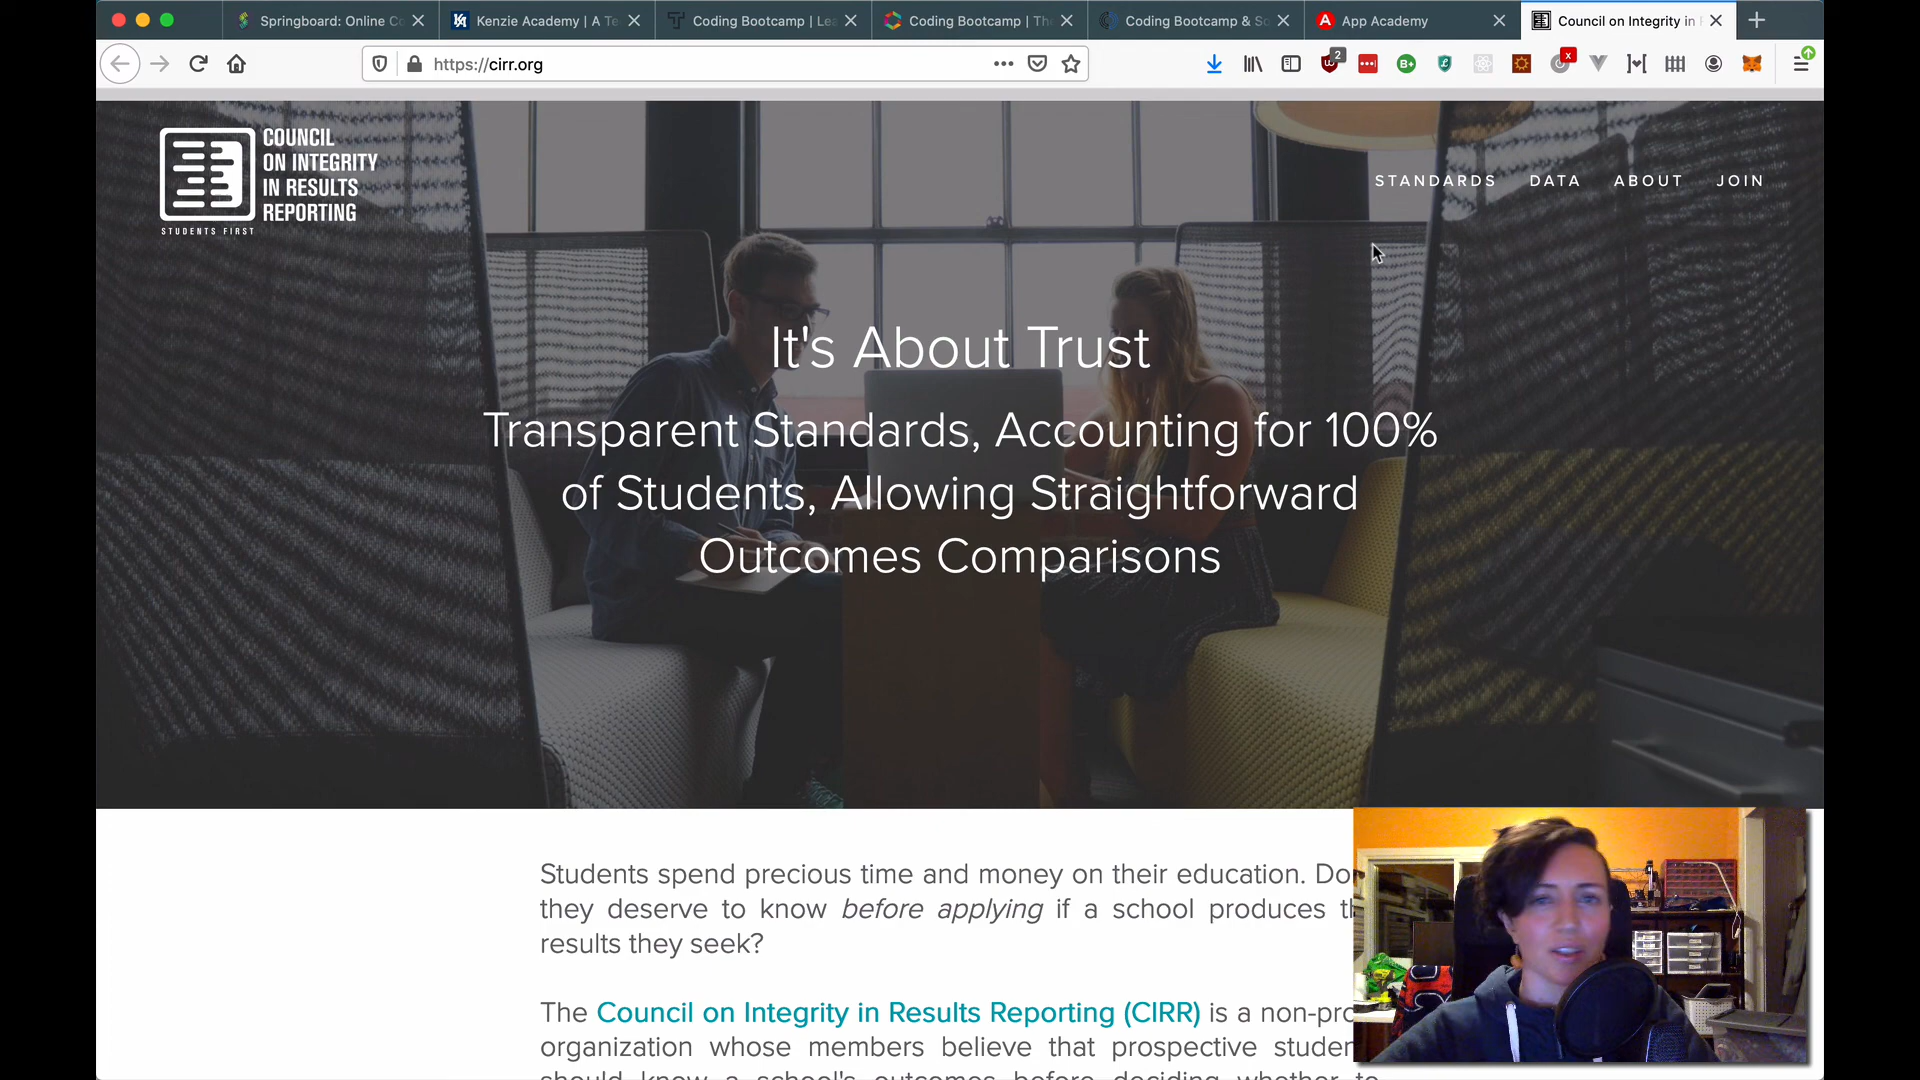 Springboard: Online Co
Kenzie Academy | A Te
Coding Bootcamp | Lea
Coding Bootcamp | Th
Coding Bootcamp & So
App Academy
Council on Integrity in
https://cirr.org
2
B+
x
COUNCIL
ON INTEGRITY
IN RESULTS
REPORTING
STUDENTS FIRST
STANDARDS DATA ABOUT JOIN
It's About Trust
Transparent Standards, Accounting for 100%
of Students, Allowing Straightforward
Outcomes Comparisons
Students spend precious time and money on their education. Do
they deserve to know before applying if a school produces
results they seek?
The Council on Integrity in Results Reporting (CIRR) is a non-pro
organization whose members believe that prospective studen
should know a school's outcomes before deciding whether to